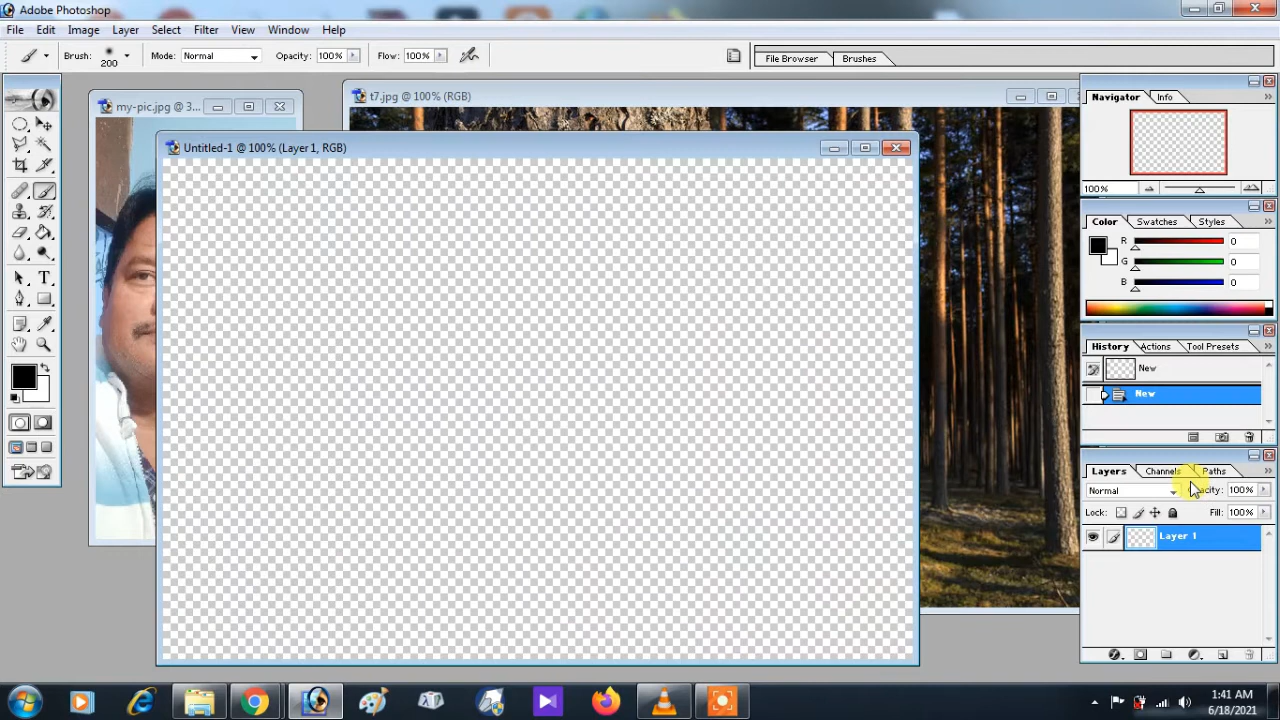 Adobe Photoshop
File Edit Image Layer Select Filter View Window Help
Brush: 200 Mode: Normal Opacity: 100% Flow: 100% File Browser Brushes
my-pic.jpg @ 3...
t7.jpg @ 100% (RGB)
Untitled-1 @ 100% (Layer 1, RGB)
Navigator Info
100%
Color Swatches Styles
R 0
G 0
B 0
History Actions Tool Presets
New
New
Layers Channels Paths
Normal Opacity: 100%
Lock: Fill: 100%
Layer 1
1:41 AM
6/18/2021